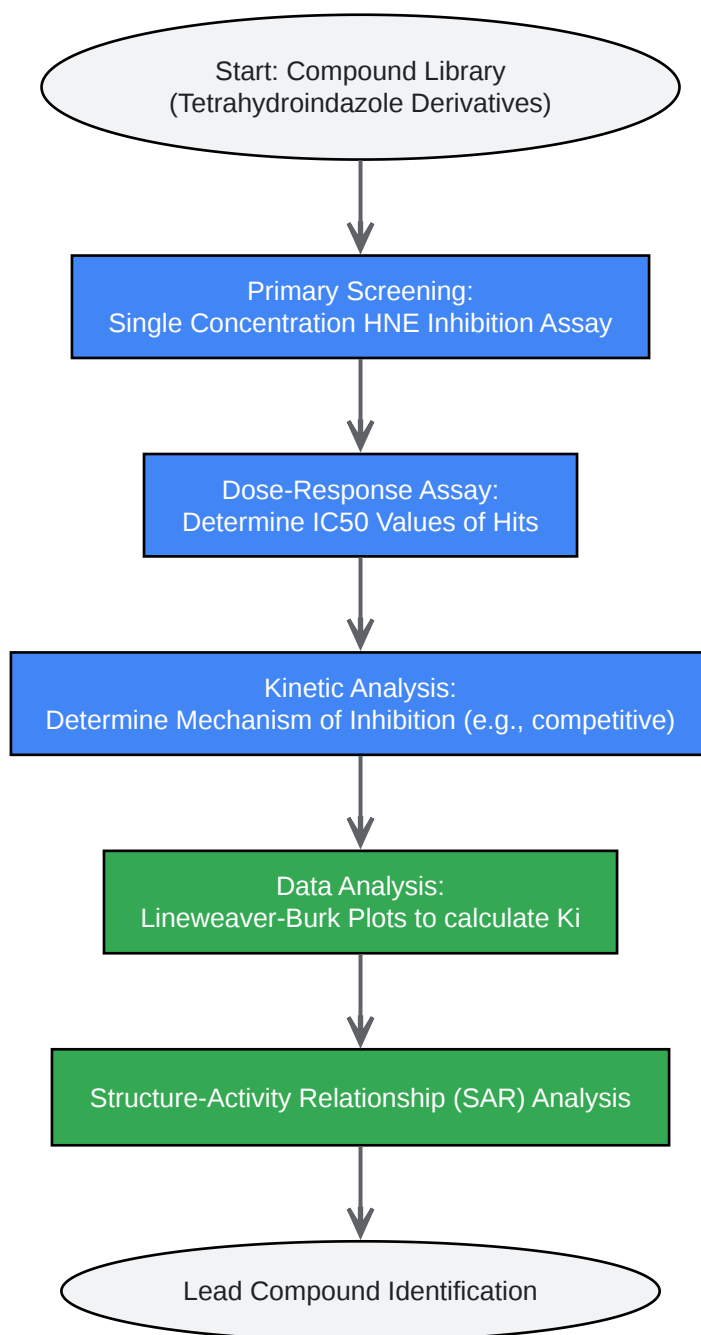 Start: Compound Library
(Tetrahydroindazole Derivatives)
Primary Screening:
Single Concentration HNE Inhibition Assay
Dose-Response Assay:
Determine IC50 Values of Hits
Kinetic Analysis:
Determine Mechanism of Inhibition (e.g., competitive)
Data Analysis:
Lineweaver-Burk Plots to calculate Ki
Structure-Activity Relationship (SAR) Analysis
Lead Compound Identification